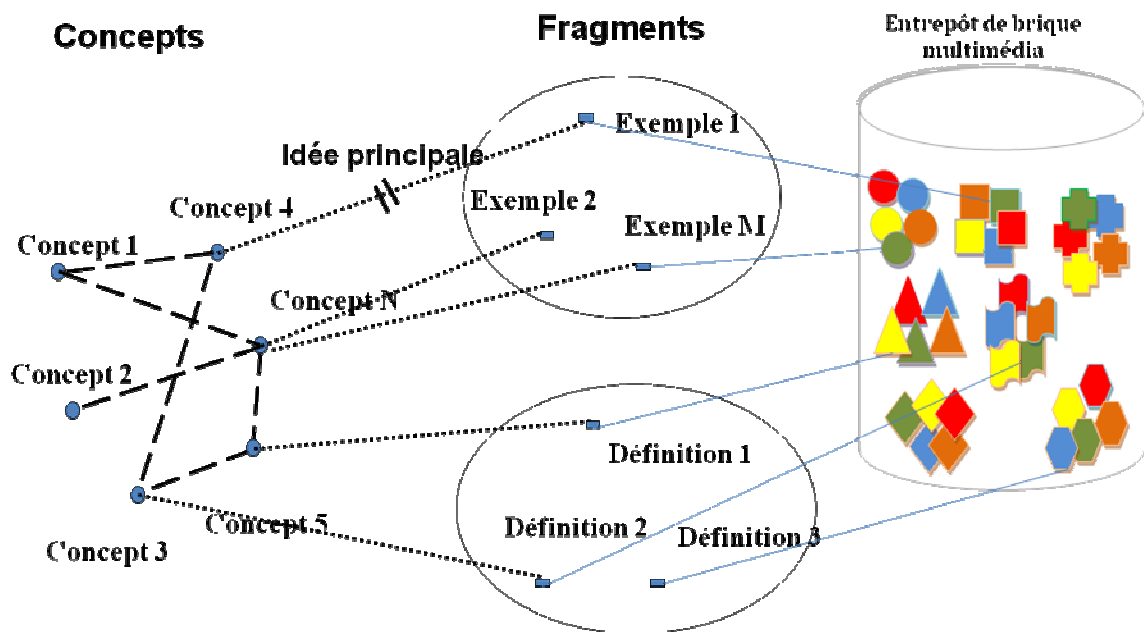 Concepts
Fragments
Entrepôt de brique
multimédia
Idée principale
Exemple 1
Exemple 2
Exemple M
Concept 4
Concept 1
Concept N
Concept 2
Définition 1
Concept 5
Définition 2
Définition 3
Concept 3